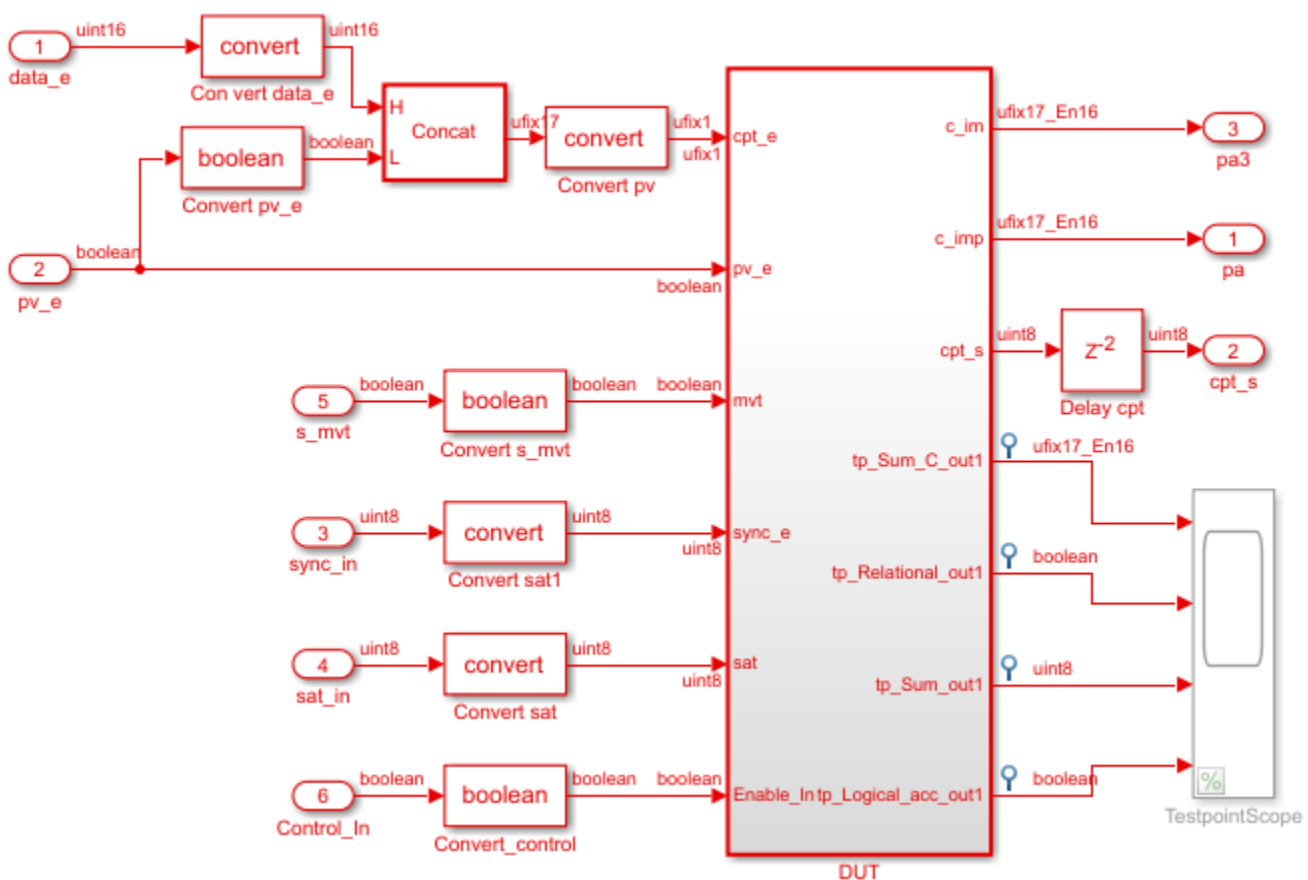 1
uint16
convert
uint16
data_e
Con vert data_e
H
Concat
L
ufix17
convert
ufix1
ufix1
cpt_e
Convert pv
boolean
boolean
Convert pv_e
2
boolean
pv_e
boolean
pv_e
5
boolean
boolean
boolean
boolean
mvt
s_mvt
Convert s_mvt
3
uint8
convert
uint8
uint8
sync_e
sync_in
Convert sat1
4
uint8
convert
uint8
uint8
sat
sat_in
Convert sat
6
boolean
boolean
boolean
boolean
Enable_In
Control_In
Convert_control
DUT
c_im
ufix17_En16
3
pa3
c_imp
ufix17_En16
1
pa
cpt_s
uint8
Z-2
uint8
2
cpt_s
Delay cpt
tp_Sum_C_out1
ufix17_En16
tp_Relational_out1
boolean
tp_Sum_out1
uint8
tp_Logical_acc_out1
boolean
%
TestpointScope